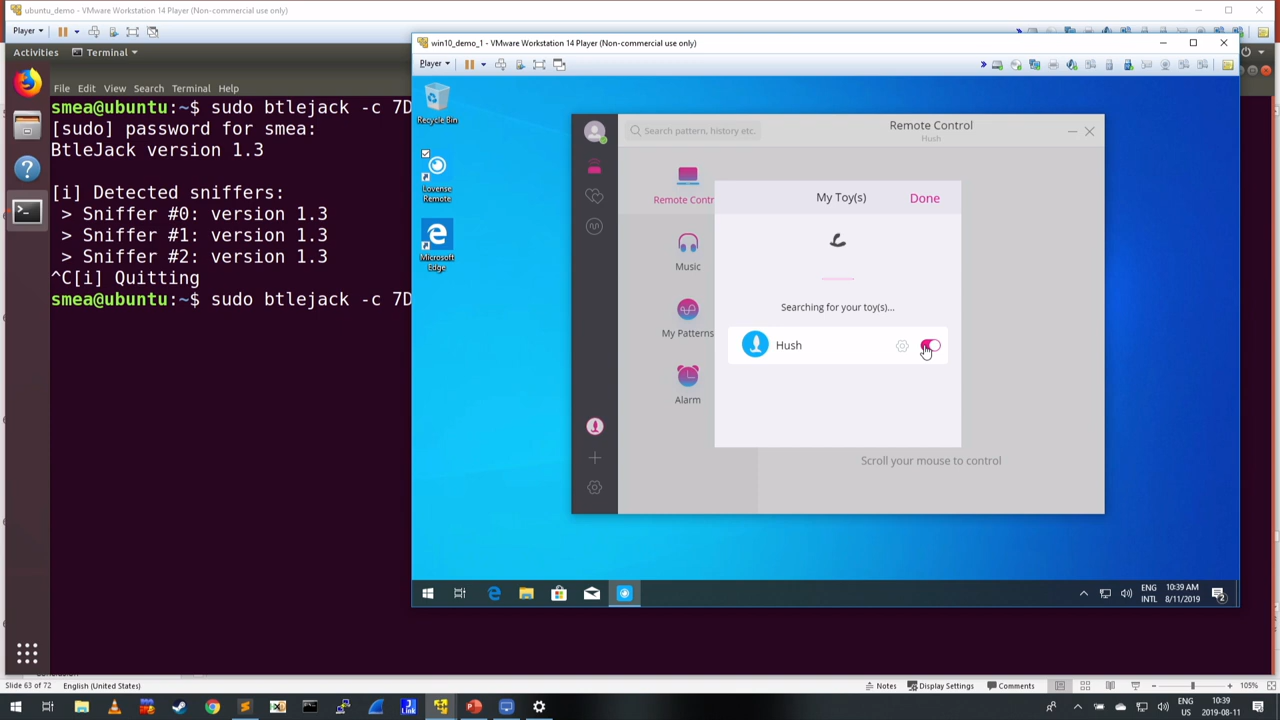 ubuntu_demo - VMware Workstation 14 Player (Non-commercial use only)
Player
Activities
Terminal
File Edit View Search Terminal Help
smea@ubuntu:~$ sudo btlejack -c 7D
[sudo] password for smea:
BtleJack version 1.3
[i] Detected sniffers:
> Sniffer #0: version 1.3
> Sniffer #1: version 1.3
> Sniffer #2: version 1.3
^C[i] Quitting
smea@ubuntu:~$ sudo btlejack -c 7D
win10_demo_1 - VMware Workstation 14 Player (Non-commercial use only)
Player
Recycle Bin
Lovense
Remote
Microsoft
Edge
Search pattern, history etc.
Remote Control
Hush
Remote Contr
Music
My Patterns
Alarm
My Toy(s)
Done
Searching for your toy(s)...
Hush
Scroll your mouse to control
ENG
INTL
10:39 AM
8/11/2019
2
Slide 63 of 72
English (United States)
Notes
Display Settings
Comments
105%
ENG
US
10:39
2019-08-11